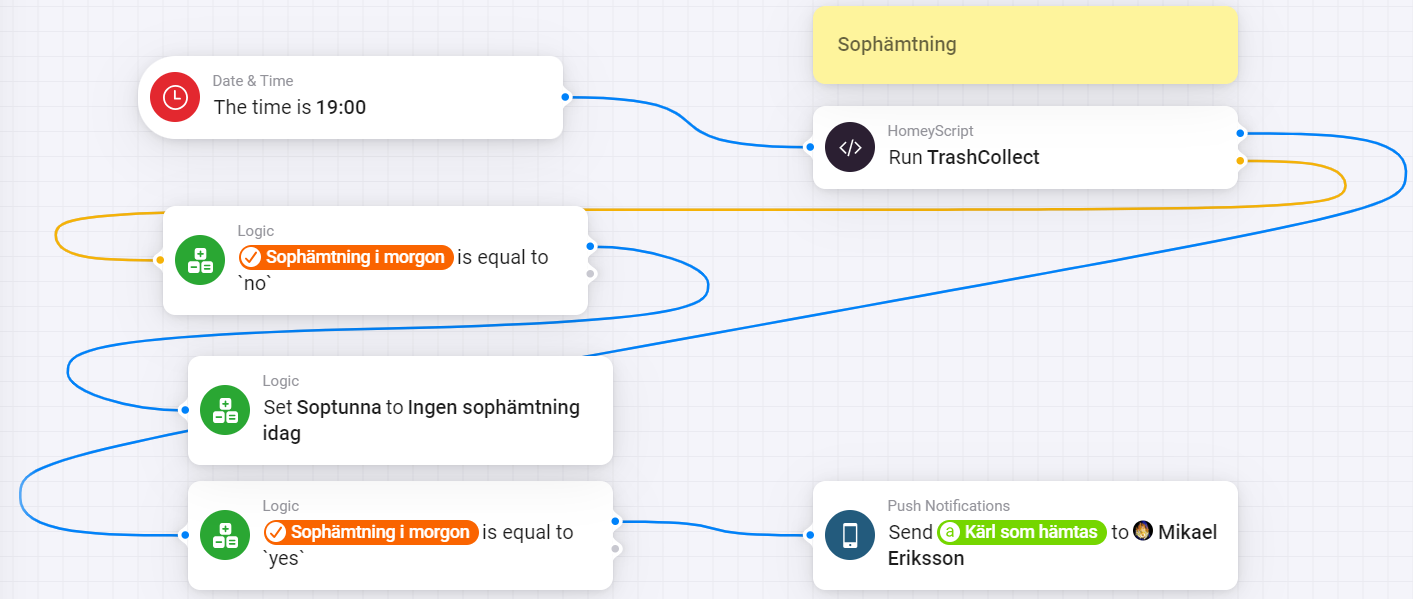 Sophämtning
Date & Time
The time is 19:00
HomeyScript
Run TrashCollect
Logic
Sophämtning i morgon is equal to
`no`
Logic
Set Soptunna to Ingen sophämtning
idag
Logic
Sophämtning i morgon is equal to
`yes`
Push Notifications
Send a Kärl som hämtas to Mikael
Eriksson